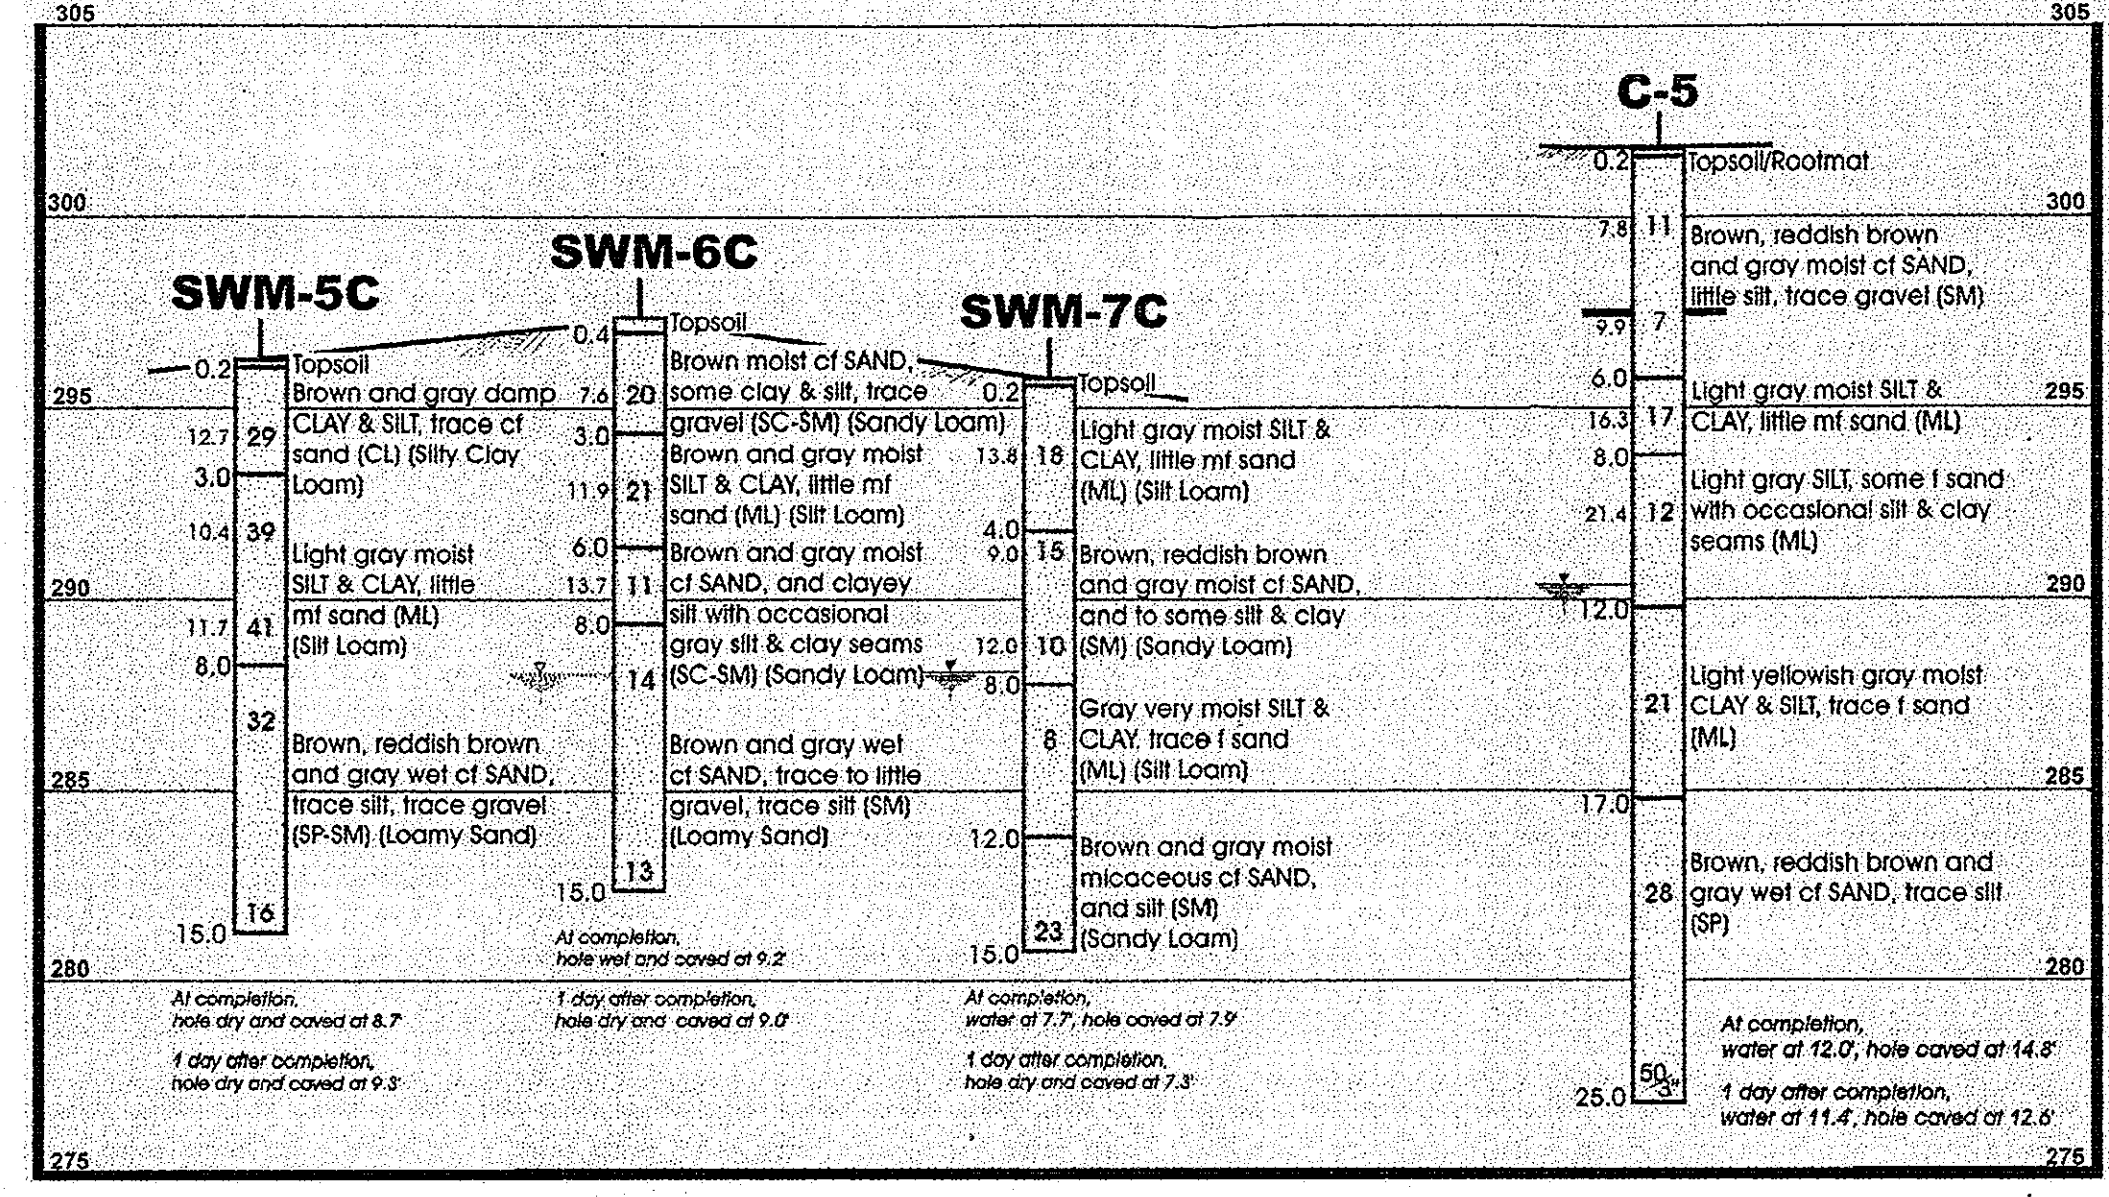 305
305
C-5
0.2
Topsoil/Rootmat
300
300
7.8
11
Brown, reddish brown
and gray moist cf SAND,
little silt, trace gravel (SM)
9.9
7
6.0
Light gray moist SILT &
CLAY, little mf sand (ML)
295
16.3
17
8.0
Light gray SILT, some f sand
with occasional silt & clay
seams (ML)
21.4
12
290
12.0
Light yellowish gray moist
CLAY & SILT, trace f sand
(ML)
21
285
17.0
Brown, reddish brown and
gray wet cf SAND, trace silt
(SP)
28
280
50/3"
25.0
At completion,
water at 12.0', hole caved at 14.8'
1 day after completion,
water at 11.4', hole caved at 12.6'
275
SWM-5C
0.2
Topsoil
Brown and gray damp
CLAY & SILT, trace cf
sand (CL) (Silty Clay
Loam)
295
12.7
29
3.0
10.4
39
Light gray moist
SILT & CLAY, little
mf sand (ML)
(Silt Loam)
290
11.7
41
8.0
32
Brown, reddish brown
and gray wet cf SAND,
trace silt, trace gravel
(SP-SM) (Loamy Sand)
285
16
15.0
280
At completion,
hole dry and caved at 8.7'
1 day after completion,
hole dry and caved at 9.3'
275
SWM-6C
0.4
Topsoil
Brown moist cf SAND,
some clay & silt, trace
gravel (SC-SM) (Sandy Loam)
7.6
20
3.0
Brown and gray moist
SILT & CLAY, little mf
sand (ML) (Silt Loam)
11.9
21
6.0
Brown and gray moist
cf SAND, and clayey
silt with occasional
gray silt & clay seams
(SC-SM) (Sandy Loam)
13.7
11
8.0
14
Brown and gray wet
cf SAND, trace to little
gravel, trace silt (SM)
(Loamy Sand)
13
15.0
At completion,
hole wet and caved at 9.2'
1 day after completion,
hole dry and caved at 9.0'
SWM-7C
0.2
Topsoil
Light gray moist SILT &
CLAY, little mf sand
(ML) (Silt Loam)
13.8
18
4.0
9.0
15
Brown, reddish brown
and gray moist cf SAND,
and to some silt & clay
(SM) (Sandy Loam)
12.0
10
8.0
Gray very moist SILT &
CLAY, trace f sand
(ML) (Silt Loam)
8
12.0
Brown and gray moist
micaceous cf SAND,
and silt (SM)
(Sandy Loam)
23
15.0
At completion,
water at 7.7', hole caved at 7.9'
1 day after completion,
hole dry and caved at 7.3'